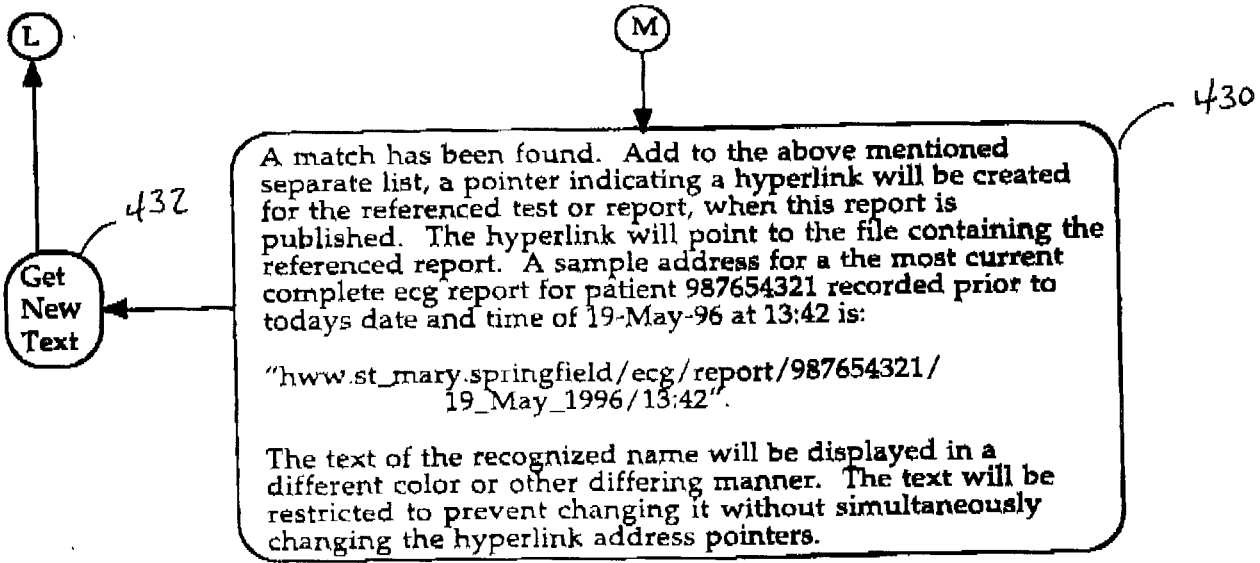 L
M
430
A match has been found. Add to the above mentioned
separate list, a pointer indicating a hyperlink will be created
for the referenced test or report, when this report is
published. The hyperlink will point to the file containing the
referenced report. A sample address for a the most current
complete ecg report for patient 987654321 recorded prior to
todays date and time of 19-May-96 at 13:42 is:
"hww.st_mary.springfield/ecg/report/987654321/
19_May_1996/13:42".
The text of the recognized name will be displayed in a
different color or other differing manner. The text will be
restricted to prevent changing it without simultaneously
changing the hyperlink address pointers.
432
Get
New
Text